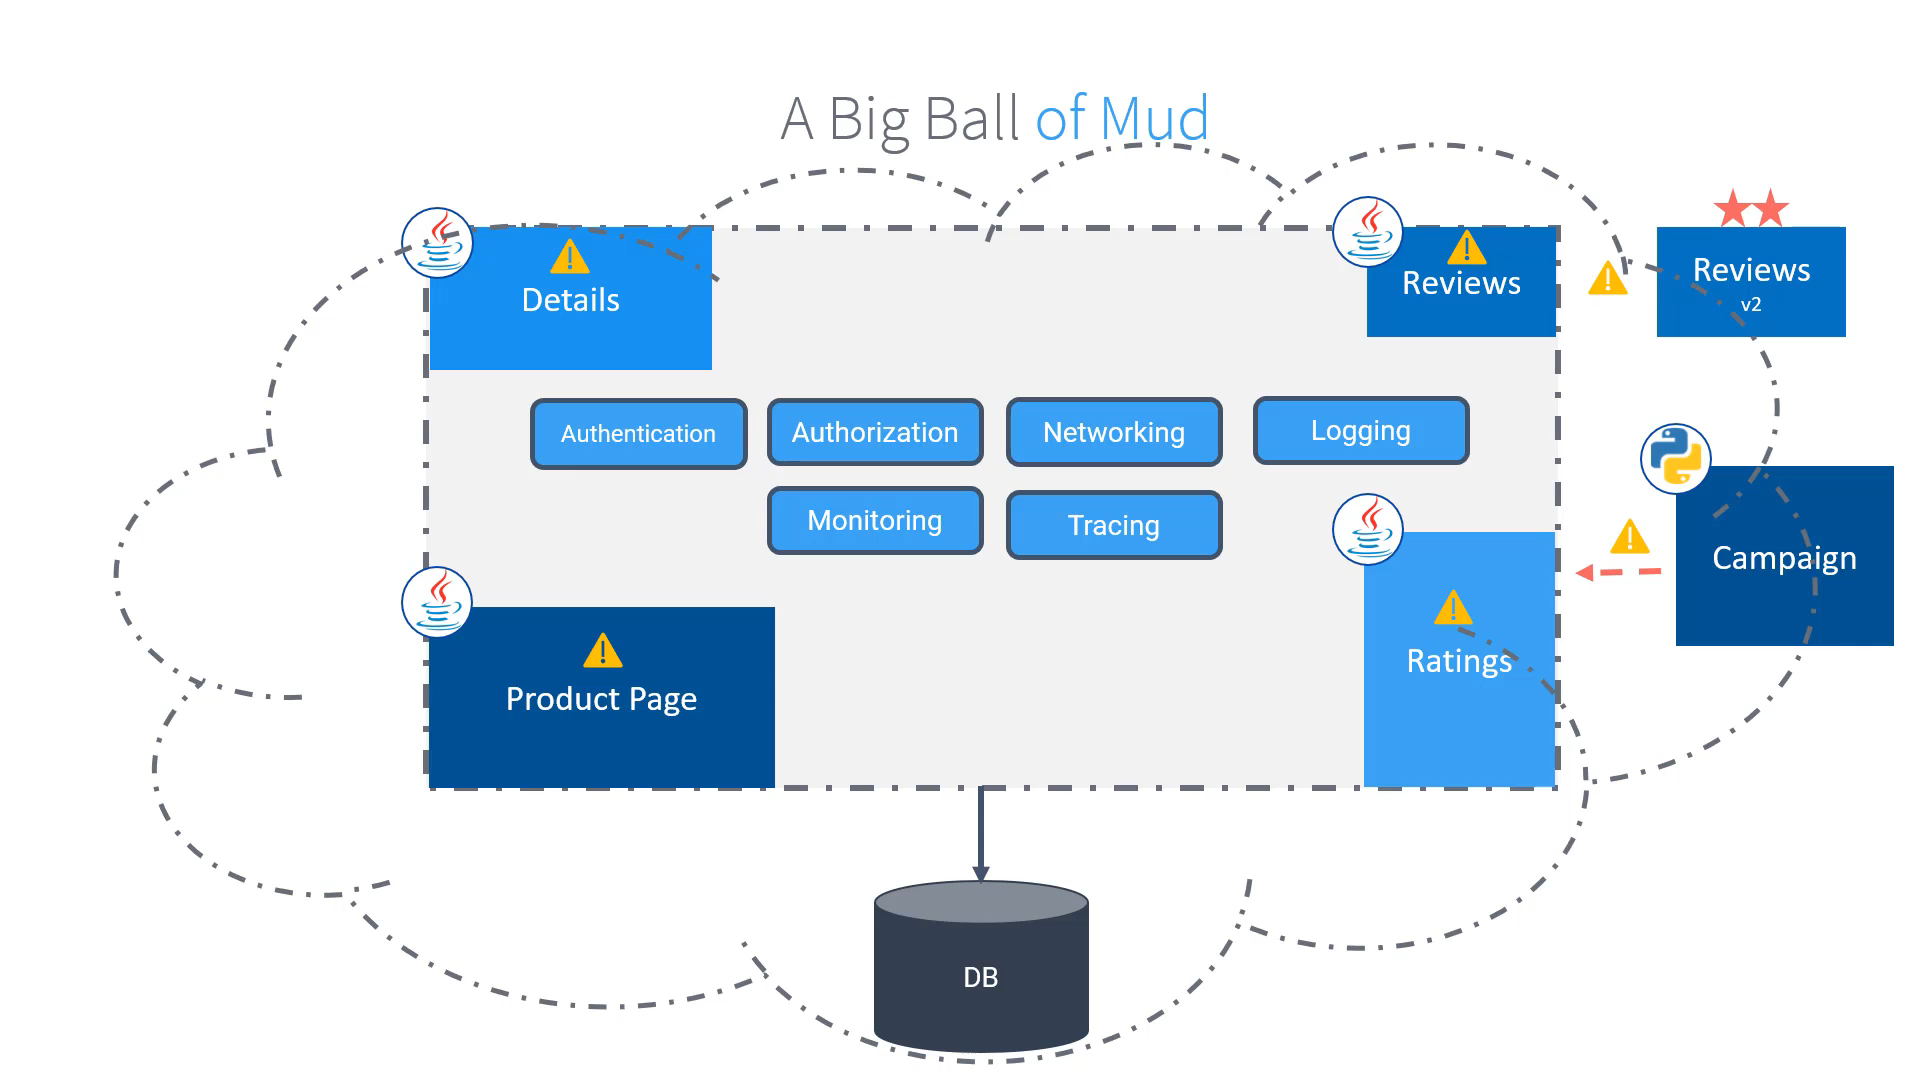 A Big Ball of Mud
Details
Reviews
Reviews
v2
Authentication
Authorization
Networking
Logging
Monitoring
Tracing
Campaign
Product Page
Ratings
DB